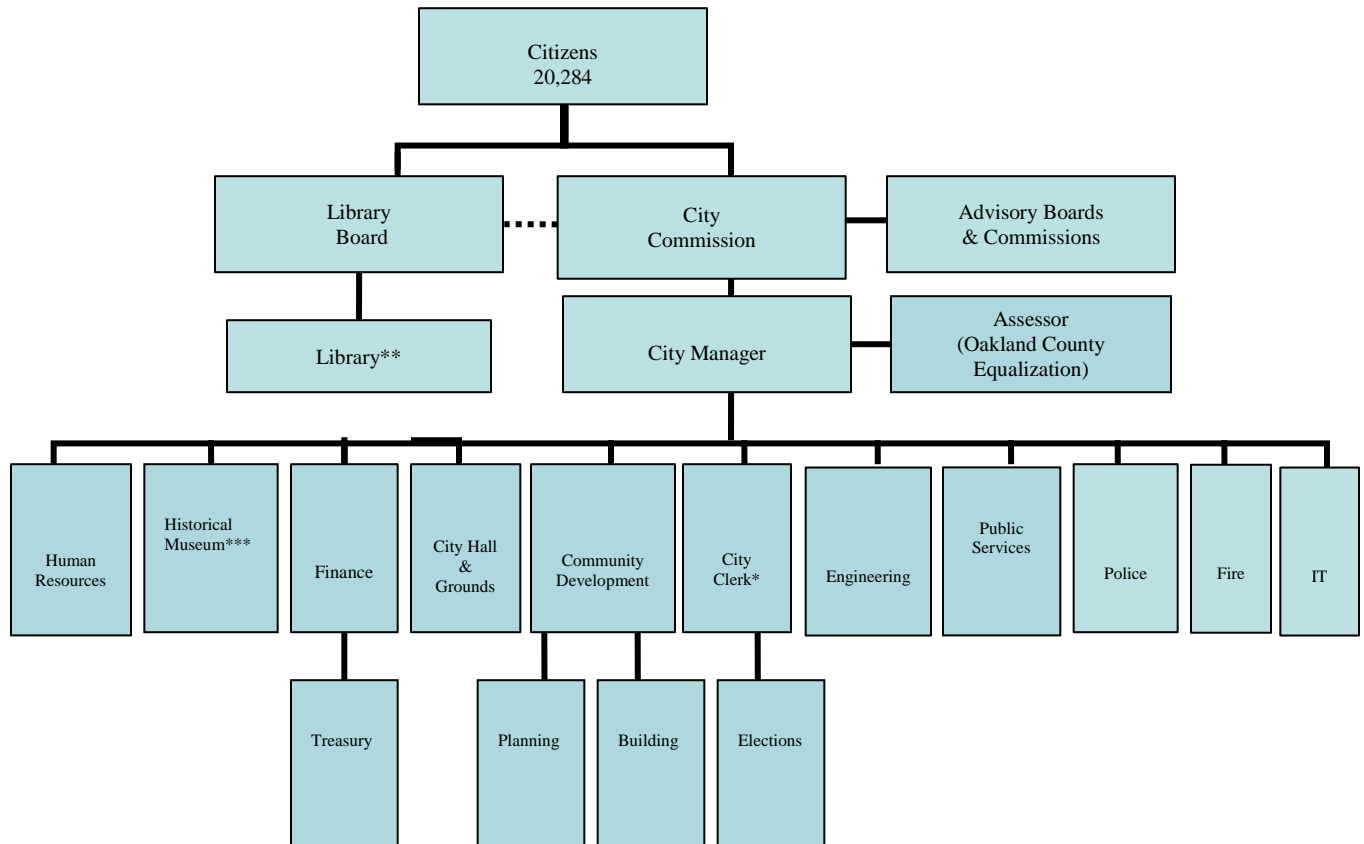 Citizens
20,284
Library
Board
City
Commission
Advisory Boards
& Commissions
Library**
City Manager
Assessor
(Oakland County
Equalization)
Human
Resources
Historical
Museum***
Finance
City Hall
&
Grounds
Community
Development
City
Clerk*
Engineering
Public
Services
Police
Fire
IT
Treasury
Planning
Building
Elections